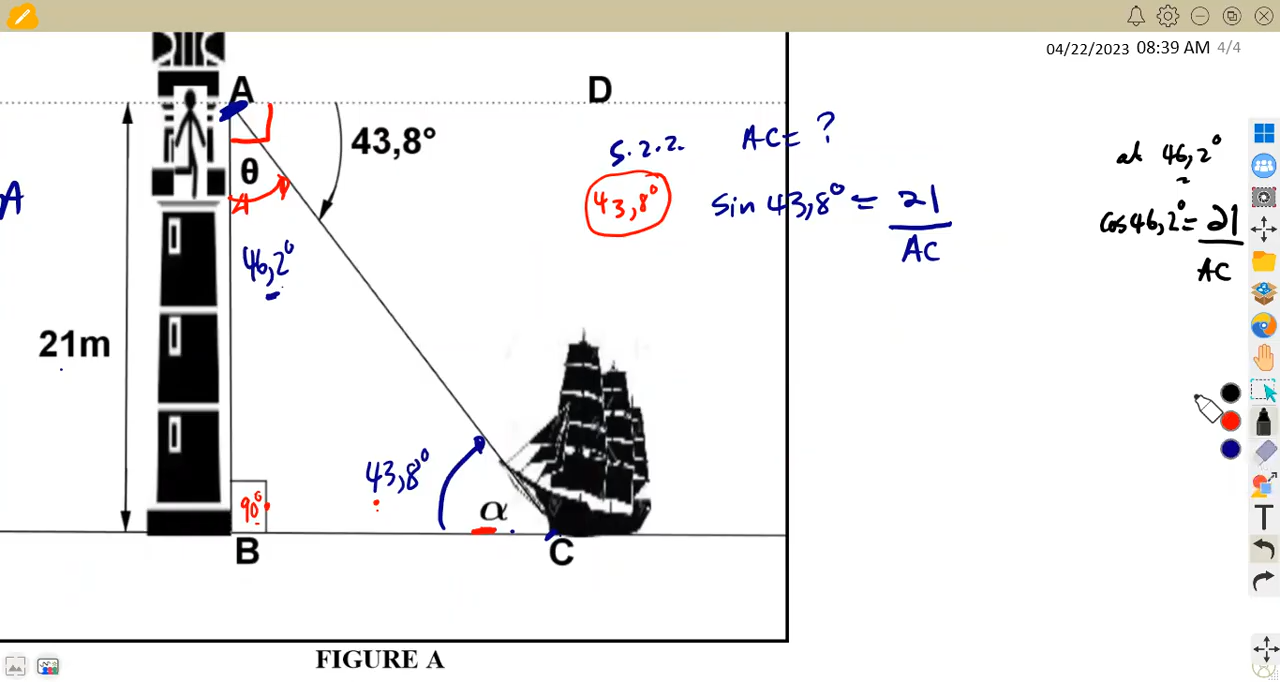 04/22/2023 08:39 AM 4/4
A
D
43,8°
5.2.2.
AC = ?
at 46,2°
θ
43,8°
sin 43,8° = 21
AC
cos 46,2° = 21
AC
A
46,2°
21m
43,8°
90°
α
B
C
FIGURE A
T